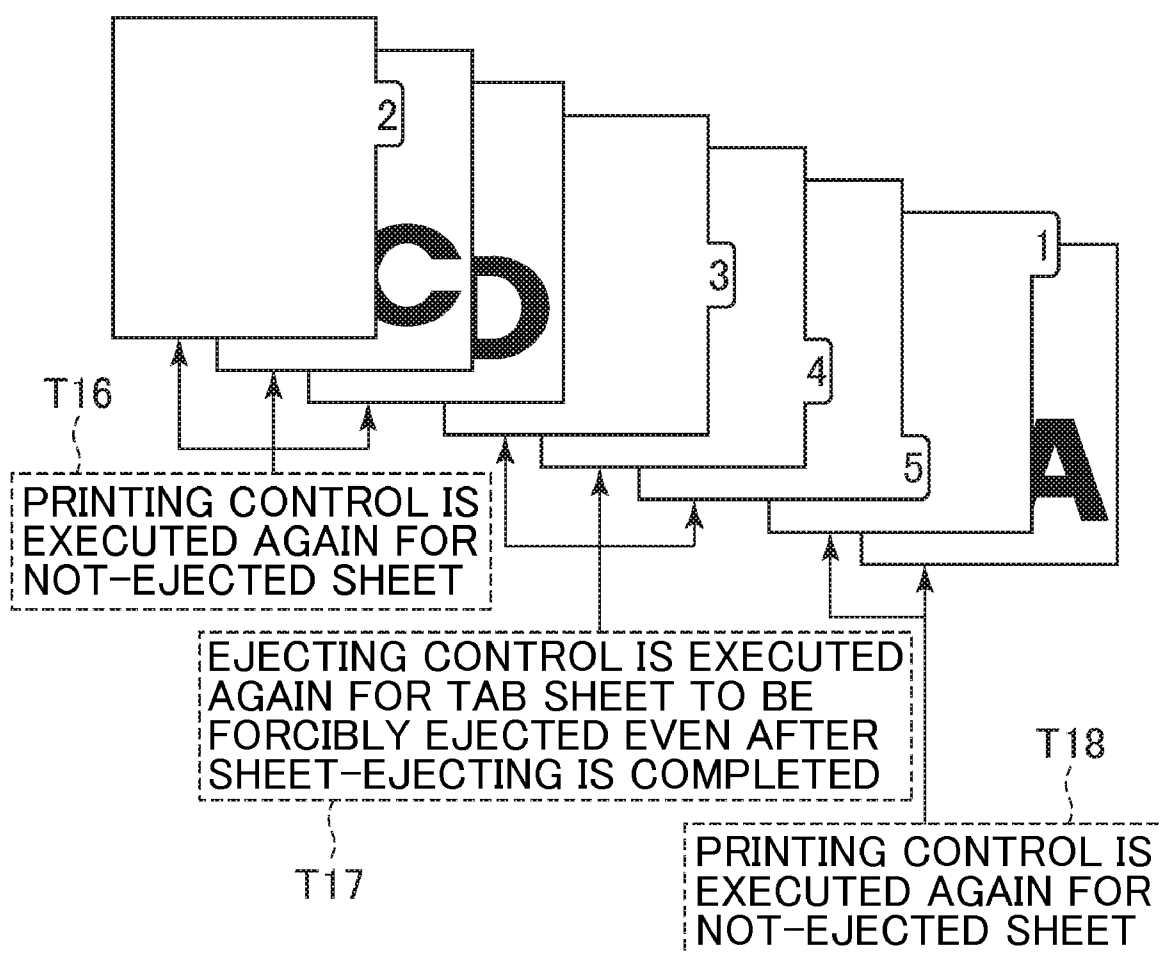 2
C
D
3
4
5
1
A
T16
PRINTING CONTROL IS
EXECUTED AGAIN FOR
NOT-EJECTED SHEET
EJECTING CONTROL IS EXECUTED
AGAIN FOR TAB SHEET TO BE
FORCIBLY EJECTED EVEN AFTER
SHEET-EJECTING IS COMPLETED
T17
T18
PRINTING CONTROL IS
EXECUTED AGAIN FOR
NOT-EJECTED SHEET